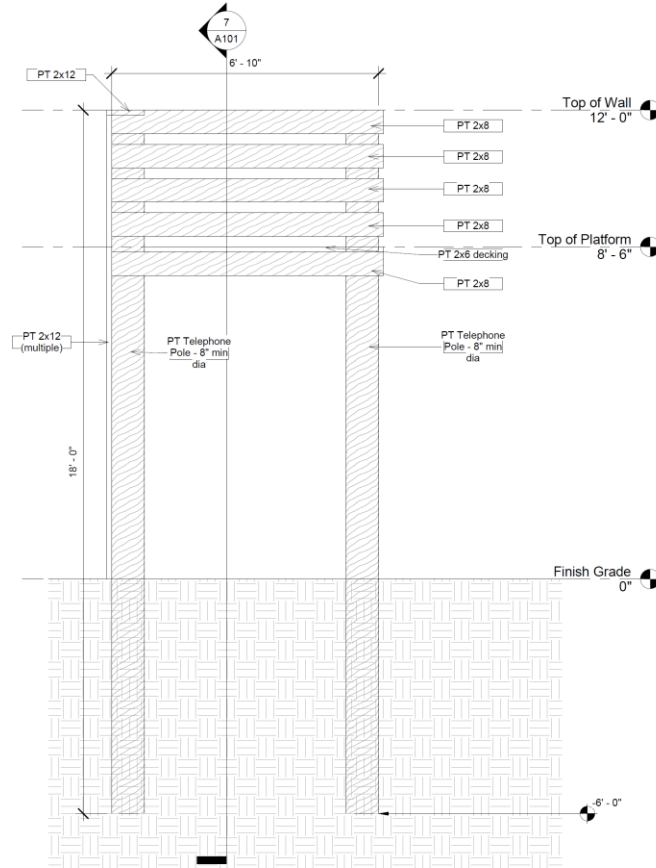 7
A101
6' - 10"
PT 2x12
Top of Wall
12' - 0"
PT 2x8
PT 2x8
PT 2x8
PT 2x8
Top of Platform
8' - 6"
PT 2x6 decking
PT 2x8
PT 2x12
(multiple)
PT Telephone
Pole - 8" min
dia
PT Telephone
Pole - 8" min
dia
18' - 0"
Finish Grade
0"
-6' - 0"